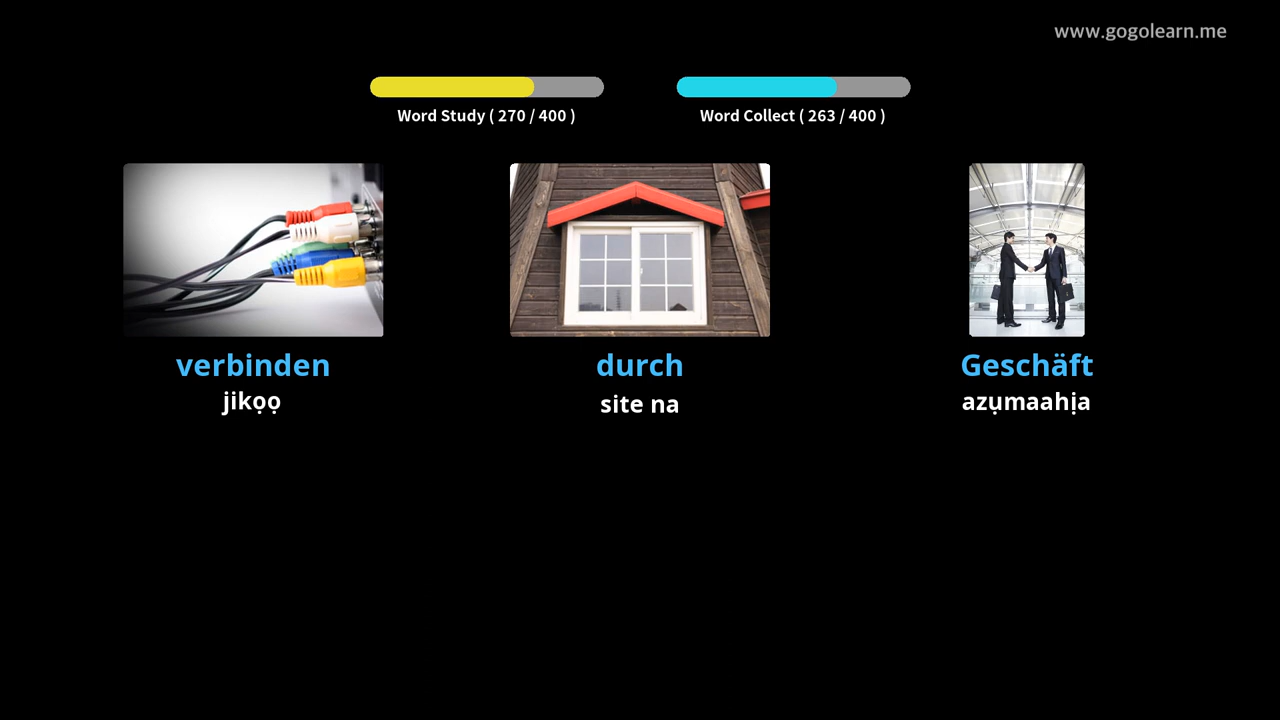 www.gogolearn.me
Word Study ( 270 / 400 )
Word Collect ( 263 / 400 )
verbinden
jikọọ
durch
site na
Geschäft
azụmaahịa